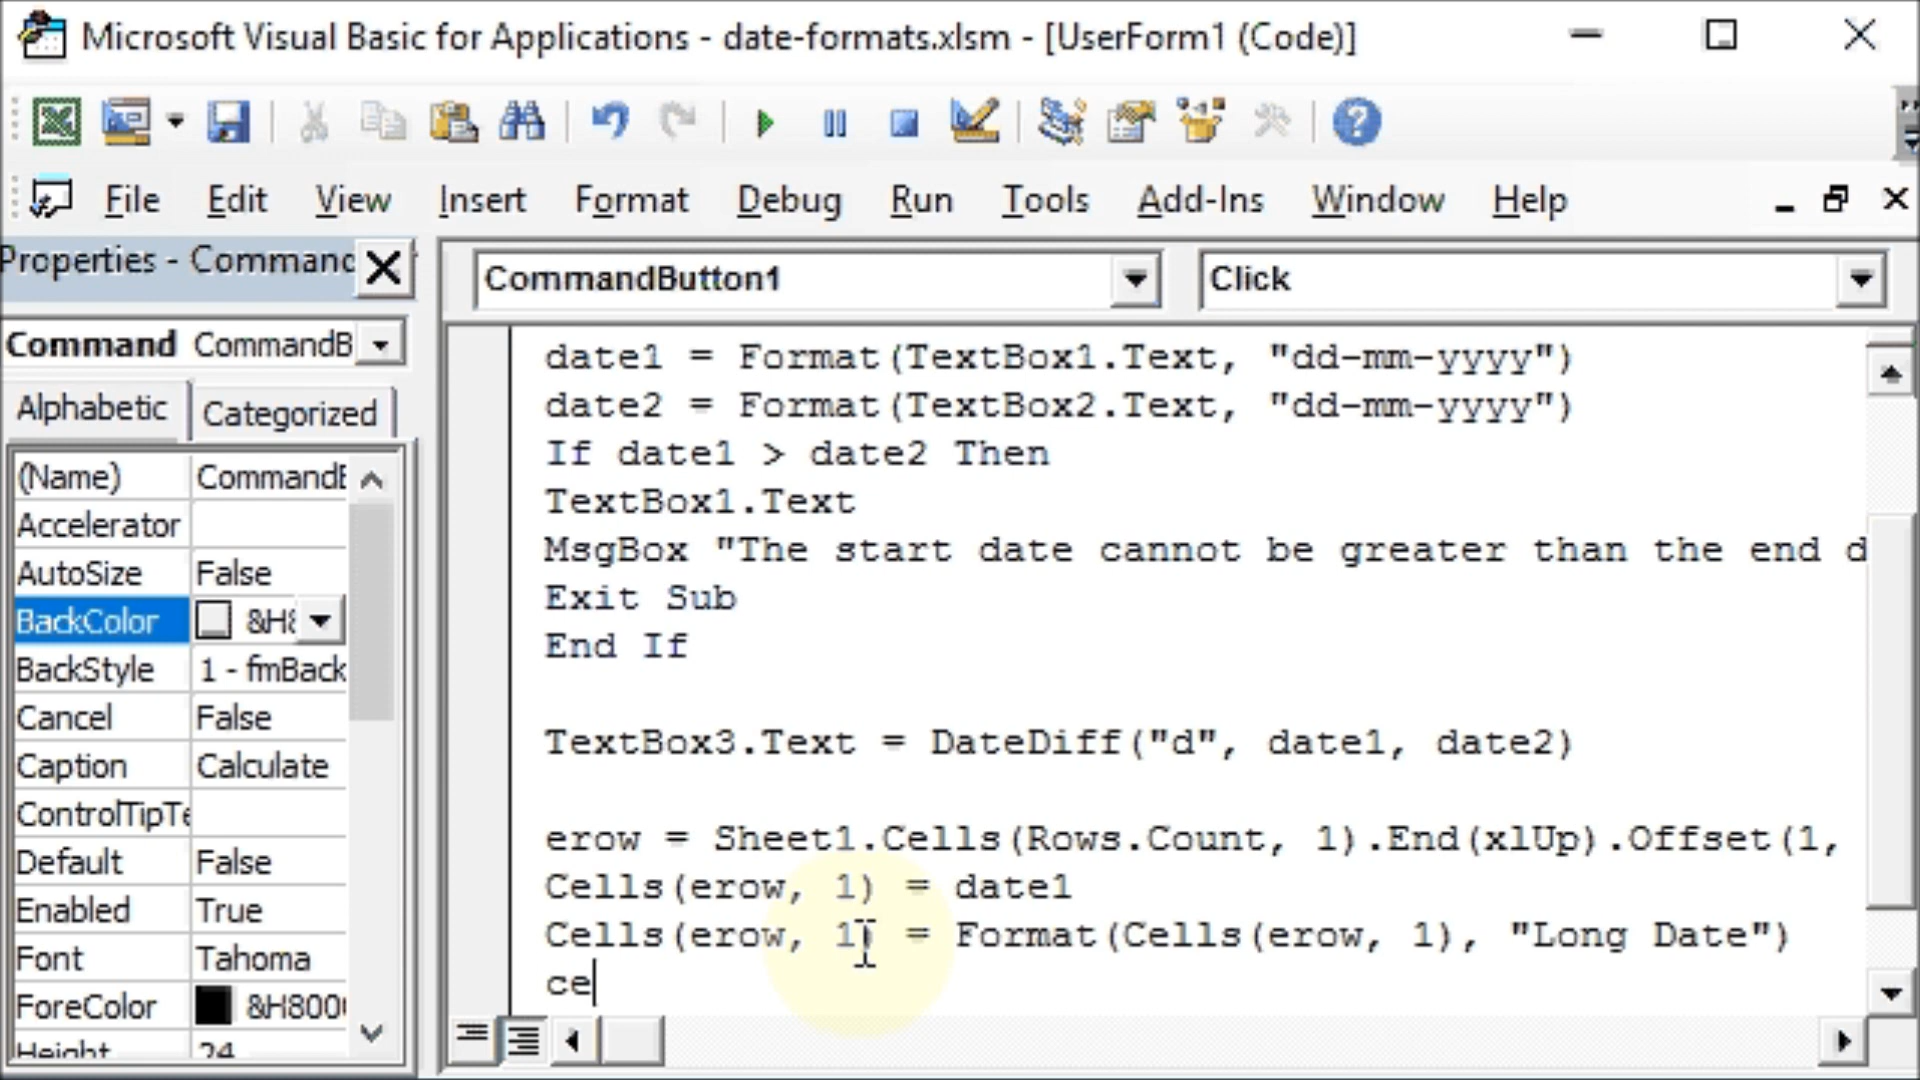 Microsoft Visual Basic for Applications - date-formats.xlsm - [UserForm1 (Code)]
File Edit View Insert Format Debug Run Tools Add-Ins Window Help
Properties - Command
CommandButton1
Click
Command CommandB
Alphabetic Categorized
(Name) CommandB
Accelerator
AutoSize False
BackColor &H8
BackStyle 1 - fmBack
Cancel False
Caption Calculate
ControlTipTe
Default False
Enabled True
Font Tahoma
ForeColor &H800
Height 24
date1 = Format(TextBox1.Text, "dd-mm-yyyy")
date2 = Format(TextBox2.Text, "dd-mm-yyyy")
If date1 > date2 Then
TextBox1.Text
MsgBox "The start date cannot be greater than the end d
Exit Sub
End If
TextBox3.Text = DateDiff("d", date1, date2)
erow = Sheet1.Cells(Rows.Count, 1).End(xlUp).Offset(1,
Cells(erow, 1) = date1
Cells(erow, 1) = Format(Cells(erow, 1), "Long Date")
ce